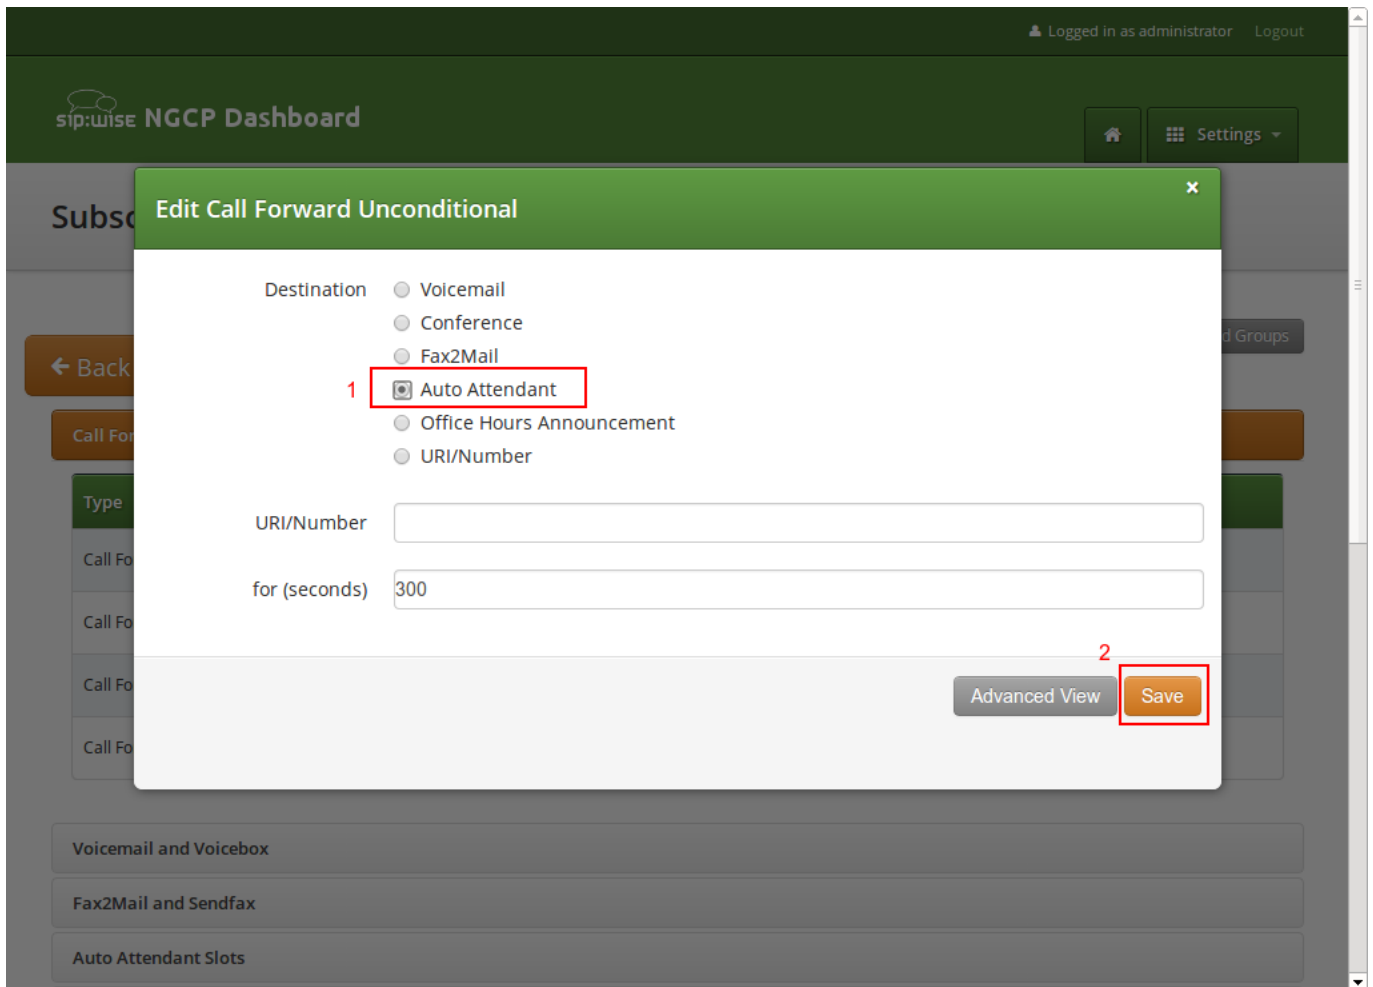 Logged in as administrator Logout
sip:wise NGCP Dashboard
Settings
Subsc
Edit Call Forward Unconditional
×
Destination
Voicemail
Conference
Fax2Mail
1
Auto Attendant
Office Hours Announcement
URI/Number
d Groups
Back
Call For
Type
URI/Number
Call Fo
for (seconds) 300
Call Fo
2
Call Fo
Advanced View Save
Call Fo
Voicemail and Voicebox
Fax2Mail and Sendfax
Auto Attendant Slots